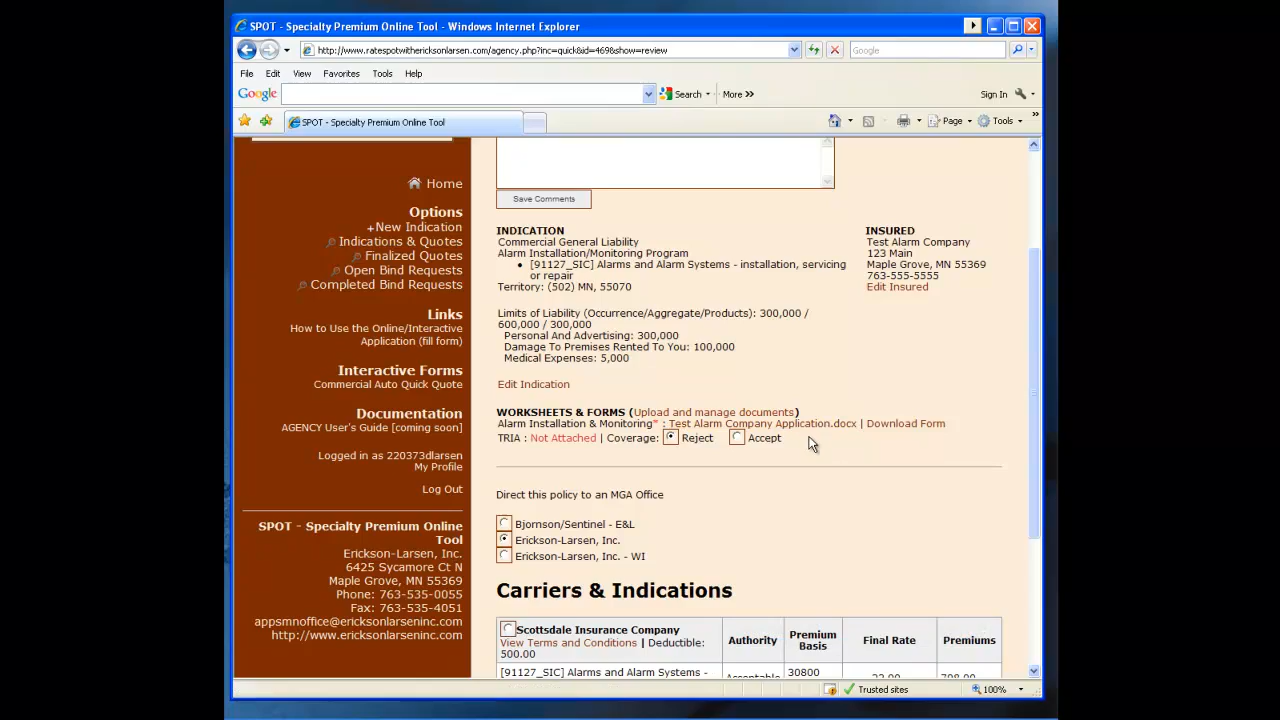 SPOT - Specialty Premium Online Tool - Windows Internet Explorer
http://www.ratespotwithericksonlarsen.com/agency.php?inc=quick&id=469&show=review
Google
File Edit View Favorites Tools Help
Google Search More » Sign In
SPOT - Specialty Premium Online Tool
Page Tools »
Home
Options
+New Indication
Indications & Quotes
Finalized Quotes
Open Bind Requests
Completed Bind Requests
Links
How to Use the Online/Interactive
Application (fill form)
Interactive Forms
Commercial Auto Quick Quote
Documentation
AGENCY User's Guide [coming soon]
Logged in as 220373dlarsen
My Profile
Log Out
SPOT - Specialty Premium Online
Tool
Erickson-Larsen, Inc.
6425 Sycamore Ct N
Maple Grove, MN 55369
Phone: 763-535-0055
Fax: 763-535-4051
appsmnoffice@ericksonlarseninc.com
http://www.ericksonlarseninc.com
Save Comments
INDICATION
Commercial General Liability
Alarm Installation/Monitoring Program
• [91127_SIC] Alarms and Alarm Systems - installation, servicing
or repair
Territory: (502) MN, 55070
Limits of Liability (Occurrence/Aggregate/Products): 300,000 /
600,000 / 300,000
Personal And Advertising: 300,000
Damage To Premises Rented To You: 100,000
Medical Expenses: 5,000
Edit Indication
INSURED
Test Alarm Company
123 Main
Maple Grove, MN 55369
763-555-5555
Edit Insured
WORKSHEETS & FORMS (Upload and manage documents)
Alarm Installation & Monitoring* : Test Alarm Company Application.docx | Download Form
TRIA : Not Attached | Coverage: Reject Accept
Direct this policy to an MGA Office
Bjornson/Sentinel - E&L
Erickson-Larsen, Inc.
Erickson-Larsen, Inc. - WI
Carriers & Indications
Scottsdale Insurance Company
View Terms and Conditions | Deductible:
500.00
Authority
Premium
Basis
Final Rate
Premiums
[91127_SIC] Alarms and Alarm Systems -
Acceptable
30800
22.00
708.00
Trusted sites
100%